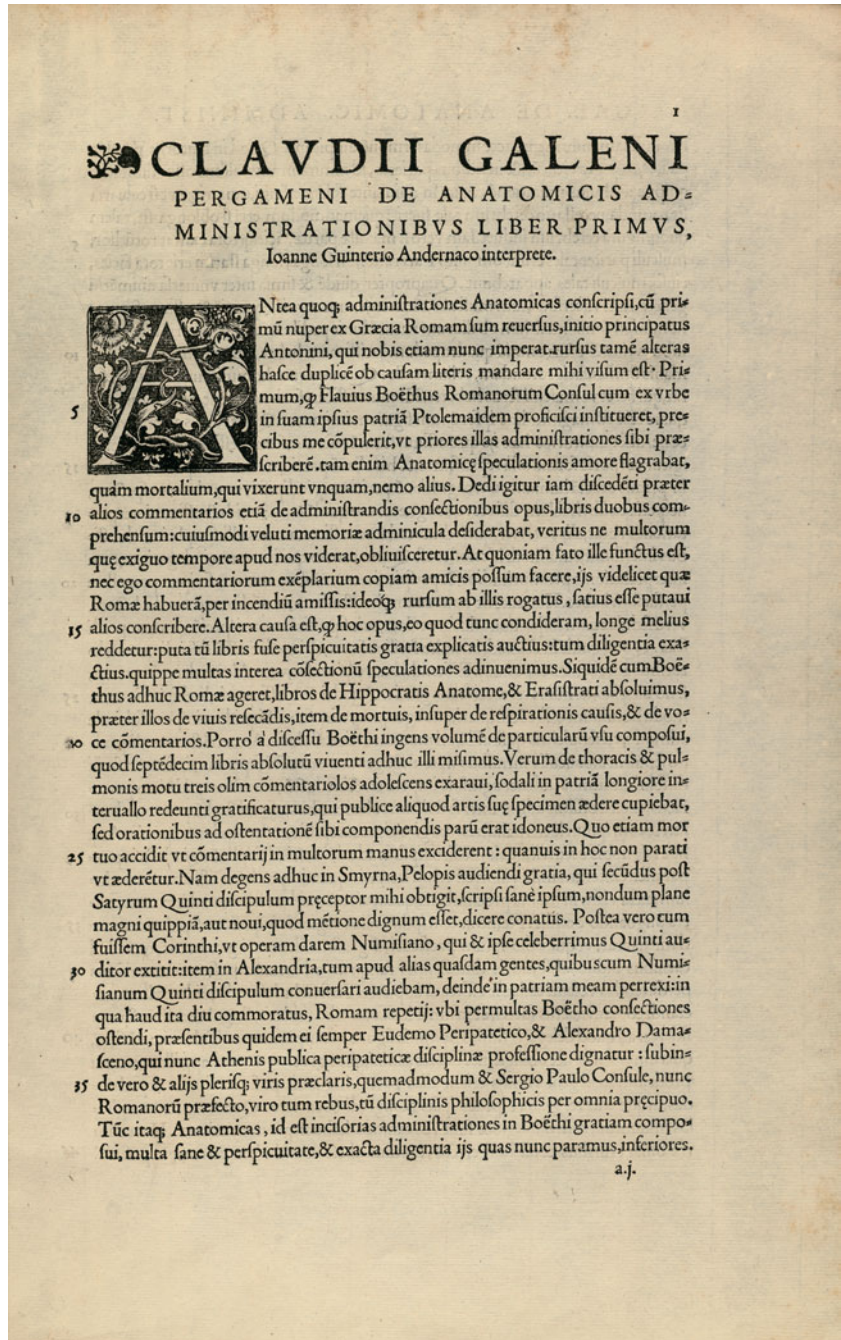 1
CLAVDII GALENI
PERGAMENI DE ANATOMICIS AD=
MINISTRATIONIBVS LIBER PRIMVS,
Ioanne Guinterio Andernaco interprete.
ANtea quoq; administrationes Anatomicas conscripsi,cũ pri=
mũ nuper ex Græcia Romam sum reuersus,initio principatus
Antonini, qui nobis etiam nunc imperat.rursus tamẽ alteras
hasce duplicẽ ob causam literis mandare mihi visum est. Pri=
mum,ꝙ Flauius Boëthus Romanorum Consul cum ex vrbe
5 in suam ipsius patriã Ptolemaidem proficisci institueret, pre=
cibus me cõpulerit,vt priores illas administrationes sibi præ=
scriberẽ.tam enim Anatomicę speculationis amore flagrabat,
quàm mortalium,qui vixerunt vnquam,nemo alius. Dedi igitur iam discedẽti præter
10 alios commentarios etiã de administrandis consectionibus opus,libris duobus com=
prehensum:cuiusmodi veluti memoriæ adminicula desiderabat, veritus ne multorum
quę exiguo tempore apud nos viderat,obliuisceretur. At quoniam fato ille functus est,
nec ego commentariorum exẽplarium copiam amicis possum facere,ijs videlicet quæ
Romæ habuerã,per incendiũ amissis:ideoq; rursum ab illis rogatus, satius esse putaui
15 alios conscribere. Altera causa est,ꝙ hoc opus,eo quod tunc condideram, longe melius
reddetur:puta tũ libris fuse perspicuitatis gratia explicatis auctius:tum diligentia exa=
ctius.quippe multas interea cõsectionũ speculationes adinuenimus. Siquidẽ cum Boë=
thus adhuc Romæ ageret,libros de Hippocratis Anatome,& Erasistrati absoluimus,
præter illos de viuis resecãdis,item de mortuis, insuper de respirationis causis,& de vo=
20 ce cõmentarios. Porro à discessu Boëthi ingens volumẽ de particularũ vsu composui,
quod septẽdecim libris absolutũ viuenti adhuc illi misimus. Verum de thoracis & pul=
monis motu treis olim cõmentariolos adolescens exaraui, sodali in patriã longiore in=
teruallo redeunti gratificaturus,qui publice aliquod artis suę specimen ædere cupiebat,
sed orationibus ad ostentationẽ sibi componendis parũ erat idoneus. Quo etiam mor
25 tuo accidit vt cõmentarij in multorum manus exciderent : quanuis in hoc non parati
vt æderẽtur. Nam degens adhuc in Smyrna, Pelopis audiendi gratia, qui secũdus post
Satyrum Quinti discipulum pręceptor mihi obtigit, scripsi sanè ipsum,nondum plane
magni quippiã,aut noui,quod mẽtione dignum esset,dicere conatus. Postea vero cum
fuissem Corinthi,vt operam darem Numisiano, qui & ipse celeberrimus Quinti au=
30 ditor extitit:item in Alexandria,tum apud alias quasdam gentes,quibuscum Numi=
sianum Quinti discipulum conuersari audiebam, deinde in patriam meam perrexi:in
qua haud ita diu commoratus, Romam repetij: vbi permultas Boëtho consectiones
ostendi, præsentibus quidem ei semper Eudemo Peripatetico,& Alexandro Dama=
sceno,qui nunc Athenis publica peripateticæ disciplinæ professione dignatur : subin=
35 de vero & alijs plerisq; viris præclaris,quemadmodum & Sergio Paulo Consule, nunc
Romanorũ præfecto, viro tum rebus,tũ disciplinis philosophicis per omnia pręcipuo.
Tũc itaq; Anatomicas, id est incisorias administrationes in Boëthi gratiam compo=
sui, multa sane & perspicuitate,& exacta diligentia ijs quas nunc paramus,inferiores.
a.j.